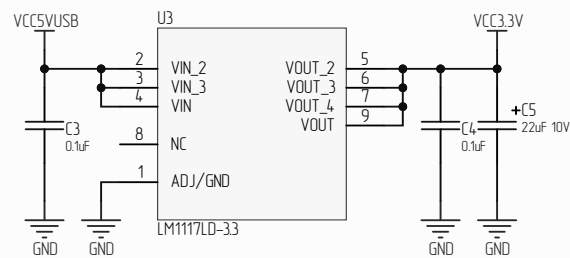 VCC5VUSB
U3
VCC3.3V
2 VIN_2 VOUT_2 5
3 VIN_3 VOUT_3 6
4 VIN VOUT_4 7
VOUT 9
C3
0.1uF
8 NC
C4
0.1uF
+C5
22uF 10V
1 ADJ/GND
GND GND LM1117LD-3.3 GND GND